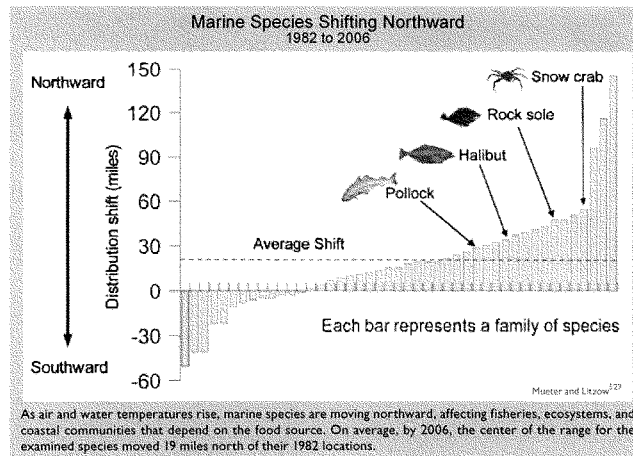 Marine Species Shifting Northward
1982 to 2006
Northward
Southward
Distribution shift (miles)
150
120
90
60
30
0
-30
-60
Snow crab
Rock sole
Halibut
Pollock
Average Shift
Each bar represents a family of species
Mueter and Litzow
As air and water temperatures rise, marine species are moving northward, affecting fisheries, ecosystems, and
coastal communities that depend on the food source. On average, by 2006, the center of the range for the
examined species moved 19 miles north of their 1982 locations.